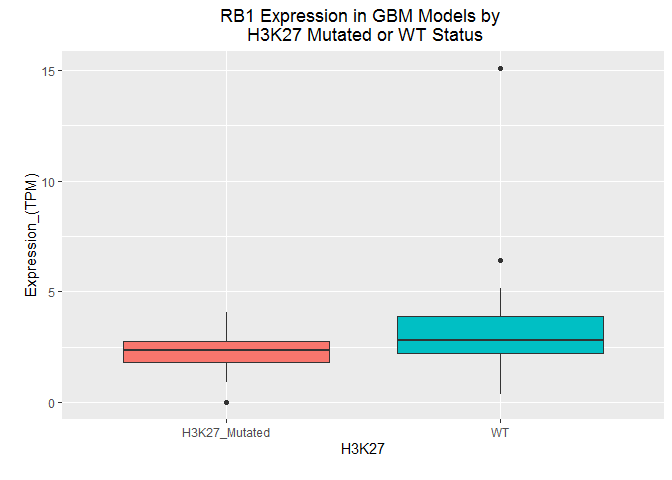 RB1 Expression in GBM Models by
H3K27 Mutated or WT Status
Expression_(TPM)
15
10
5
0
H3K27_Mutated
WT
H3K27